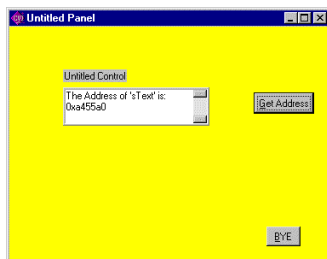 Untitled Panel
Untitled Control
The Address of 'sText' is:
0xa455a0
Get Address
BYE